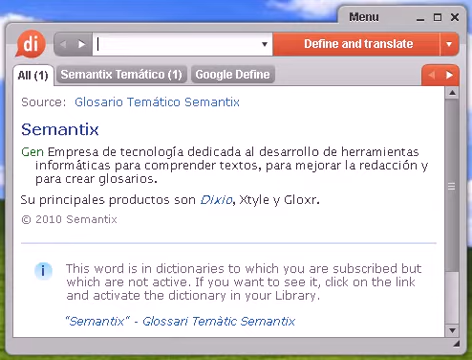 Menu
di
Define and translate
All (1)
Semantix Temático (1)
Google Define
Source: Glosario Temático Semantix
Semantix
Gen Empresa de tecnología dedicada al desarrollo de herramientas
informáticas para comprender textos, para mejorar la redacción y
para crear glosarios.
Su principales producтos son Dixio, Xtyle y Gloxr.
© 2010 Semantix
i
This word is in dictionaries to which you are subscribed but
which are not active. If you want to see it, click on the link
and activate the dictionary in your Library.
"Semantix" - Glossari Temàtic Semantix